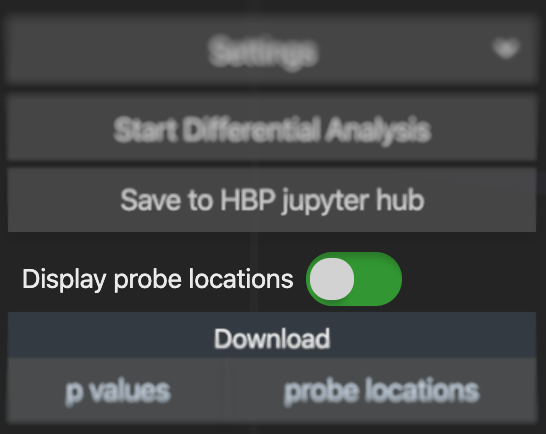 Settings
Start Differential Analysis
Save to HBP jupyter hub
Display probe locations
Download
p values probe locations